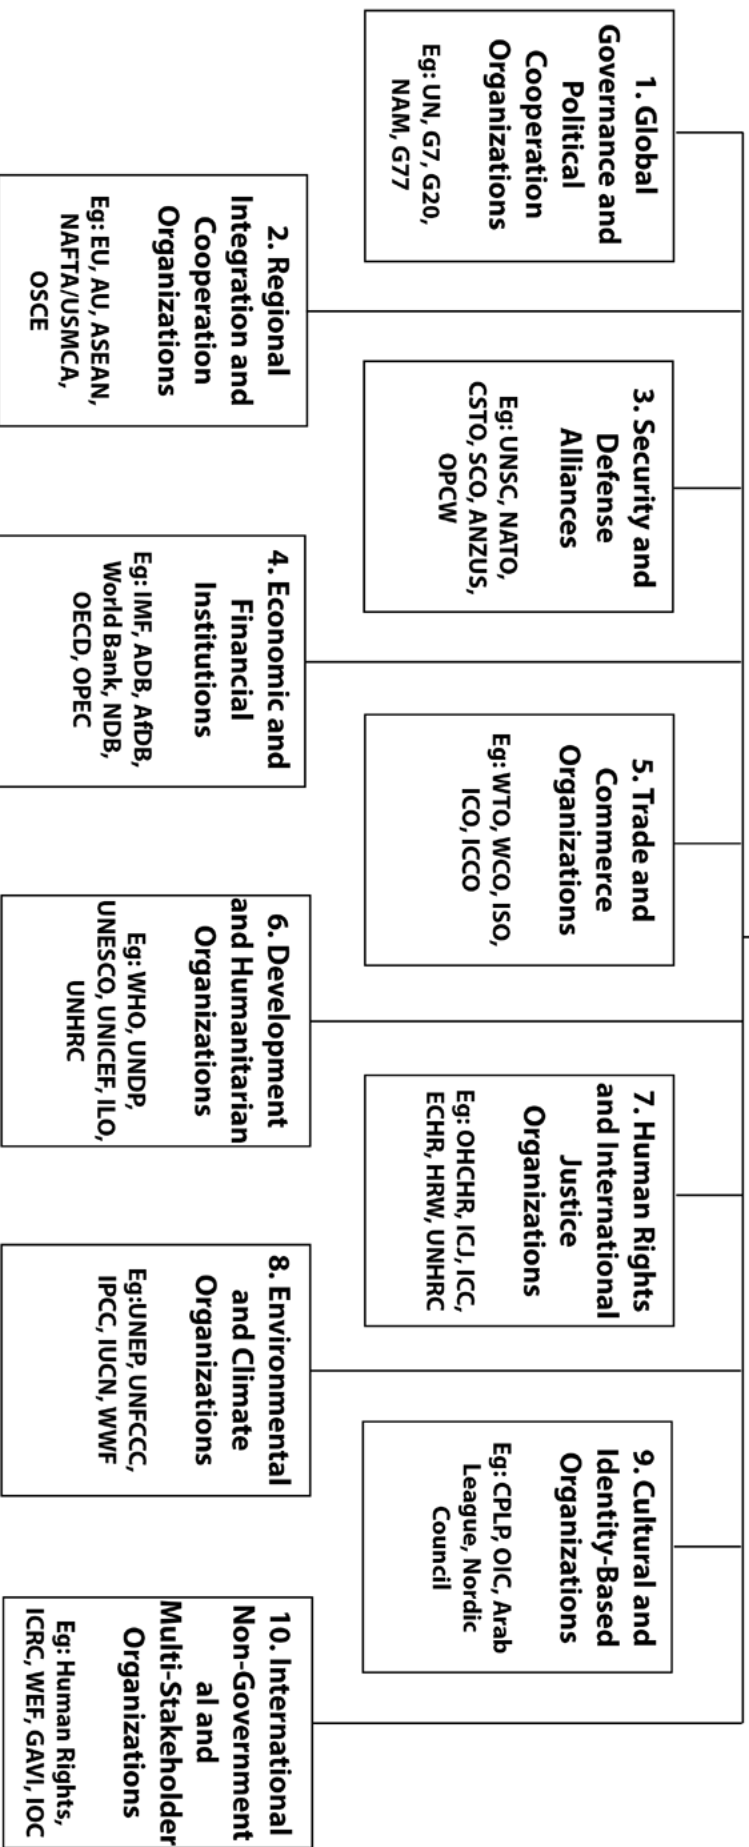 1. Global
Governance and
Political
Cooperation
Organizations
Eg: UN, G7, G20,
NAM, G77
2. Regional
Integration and
Cooperation
Organizations
Eg: EU, AU, ASEAN,
NAFTA/USMCA,
OSCE
3. Security and
Defense
Alliances
Eg: UNSC, NATO,
CSTO, SCO, ANZUS,
OPCW
4. Economic and
Financial
Institutions
Eg: IMF, ADB, AfDB,
World Bank, NDB,
OECD, OPEC
5. Trade and
Commerce
Organizations
Eg: WTO, WCO, ISO,
ICO, ICCO
6. Development
and Humanitarian
Organizations
Eg: WHO, UNDP,
UNESCO, UNICEF, ILO,
UNHRC
7. Human Rights
and International
Justice
Organizations
Eg: OHCHR, ICJ, ICC,
ECHR, HRW, UNHRC
8. Environmental
and Climate
Organizations
Eg:UNEP, UNFCCC,
IPCC, IUCN, WWF
9. Cultural and
Identity-Based
Organizations
Eg: CPLP, OIC, Arab
League, Nordic
Council
10. International
Non-Government
al and
Multi-Stakeholder
Organizations
Eg: Human Rights,
ICRC, WEF, GAVI, IOC